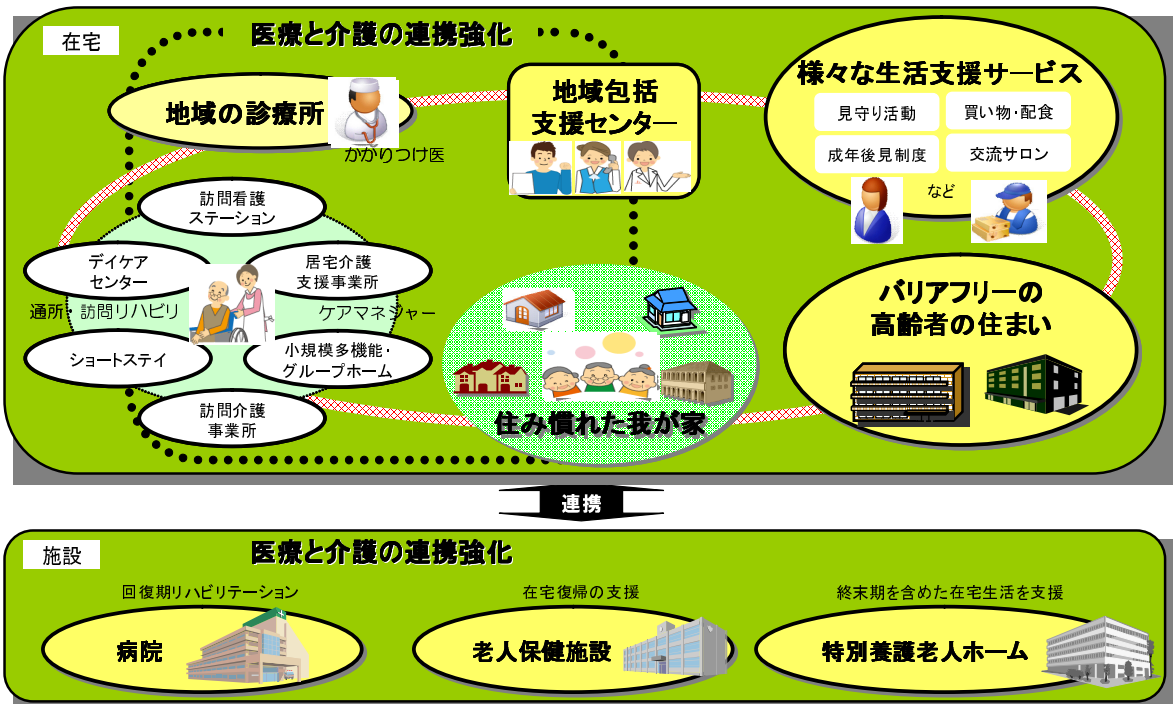 在宅
医療と介護の連携強化
地域の診療所
かかりつけ医
地域包括
支援センター
様々な生活支援サービス
見守り活動
買い物・配食
成年後見制度
交流サロン
など
訪問看護
ステーション
デイケア
センター
通所・訪問リハビリ
居宅介護
支援事業所
ケアマネジャー
ショートステイ
小規模多機能・
グループホーム
訪問介護
事業所
住み慣れた我が家
バリアフリーの
高齢者の住まい
連携
施設
医療と介護の連携強化
回復期リハビリテーション
病院
在宅復帰の支援
老人保健施設
終末期を含めた在宅生活を支援
特別養護老人ホーム